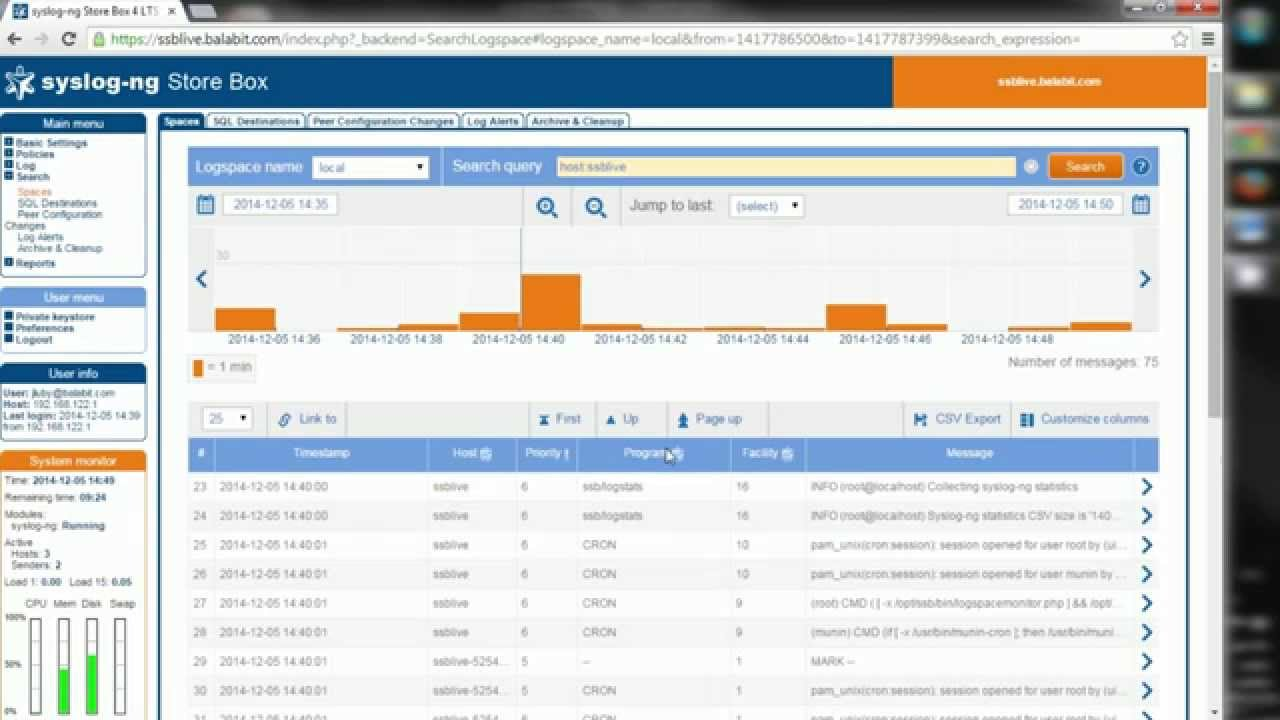 syslog-ng Store Box 4 LTS
https://ssblive.balabit.com/index.php?_backend=SearchLogspace#logspace_name=local&from=1417786500&to=1417787399&search_expression=
syslog-ng Store Box
ssblive.balabit.com
Main menu
Basic Settings
Policies
Log
Search
Spaces
SQL Destinations
Peer Configuration
Changes
Log Alerts
Archive & Cleanup
Reports
User menu
Private keystore
Preferences
Logout
User info
Host: 192.168.122.1
Last login: 2014-12-05 14:39
from 192.168.122.1
System monitor
Time: 2014-12-05 14:49
Remaining time: 09:24
Modules:
syslog-ng: Running
Active
Hosts: 3
Senders: 2
Load 1: 0.00 Load 15: 0.05
CPU Mem Disk Swap
100%
50%
0%
Spaces SQL Destinations Peer Configuration Changes Log Alerts Archive & Cleanup
Logspace name local Search query host:ssblive Search ?
2014-12-05 14:35 Jump to last: (select) 2014-12-05 14:50
30
2014-12-05 14:36 2014-12-05 14:38 2014-12-05 14:40 2014-12-05 14:42 2014-12-05 14:44 2014-12-05 14:46 2014-12-05 14:48
= 1 min
Number of messages: 75
25 Link to First Up Page up CSV Export Customize columns
# Timestamp Host Priority Program Facility Message
23 2014-12-05 14:40:00 ssblive 6 ssb/logstats 16 INFO (root@localhost) Collecting syslog-ng statistics
24 2014-12-05 14:40:00 ssblive 6 ssb/logstats 16 INFO (root@localhost) Syslog-ng statistics CSV size is '140...
25 2014-12-05 14:40:01 ssblive 6 CRON 10 pam_unix(cron:session): session opened for user root by (ui...
26 2014-12-05 14:40:01 ssblive 6 CRON 10 pam_unix(cron:session): session opened for user munin by ...
27 2014-12-05 14:40:01 ssblive 6 CRON 9 (root) CMD ( [ -x /opt/ssb/bin/logspacemonitor.php ] && /opt/...
28 2014-12-05 14:40:01 ssblive 6 CRON 9 (munin) CMD (if [ -x /usr/bin/munin-cron ]; then /usr/bin/muni...
29 2014-12-05 14:40:01 ssblive-5254... 5 -- 1 MARK --
30 2014-12-05 14:40:01 ssblive-5254... 5 CRON 1 pam_unix(cron:session): session opened for user root by (ui...